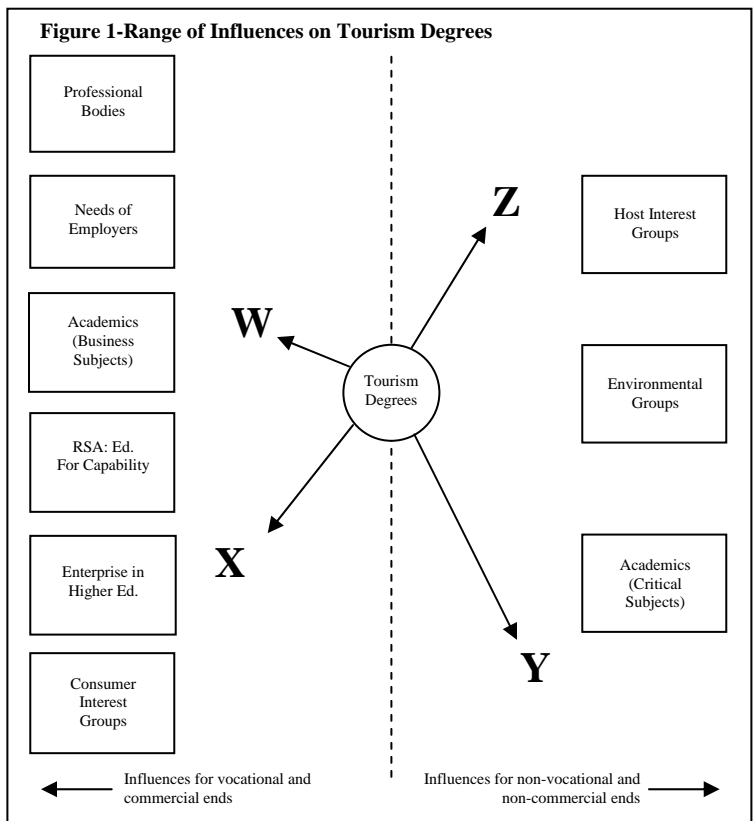 Figure 1-Range of Influences on Tourism Degrees
Professional
Bodies
Needs of
Employers
Academics
(Business
Subjects)
RSA: Ed.
For Capability
Enterprise in
Higher Ed.
Consumer
Interest
Groups
W
X
Tourism
Degrees
Z
Y
Host Interest
Groups
Environmental
Groups
Academics
(Critical
Subjects)
Influences for vocational and
commercial ends
Influences for non-vocational and
non-commercial ends